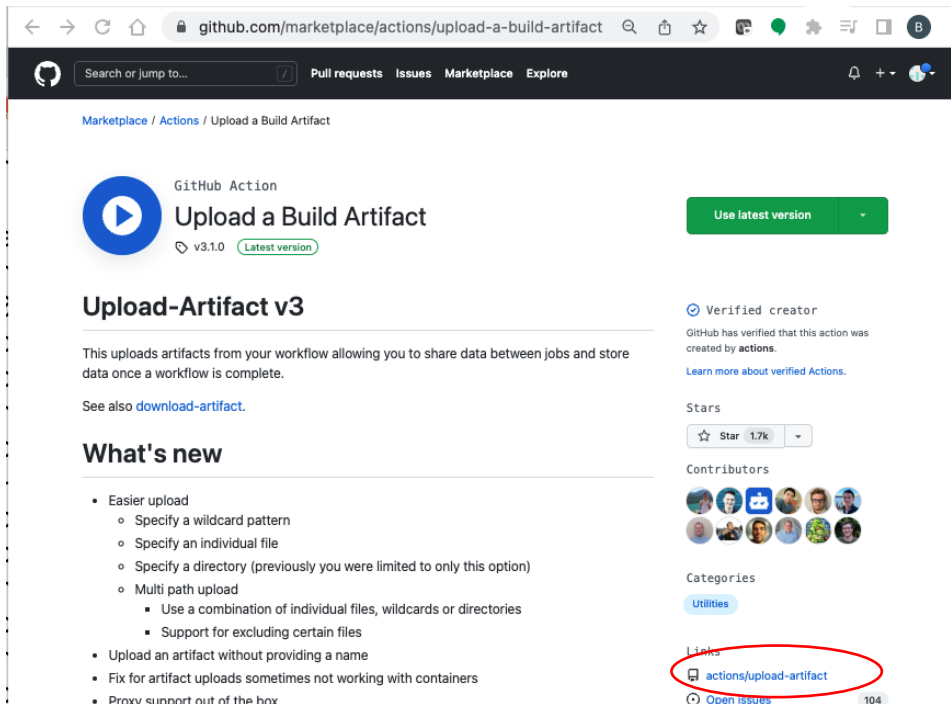 github.com/marketplace/actions/upload-a-build-artifact
B
Search or jump to...
/
Pull requests Issues Marketplace Explore
Marketplace / Actions / Upload a Build Artifact
GitHub Action
Upload a Build Artifact
v3.1.0 Latest version
Use latest version
Upload-Artifact v3
This uploads artifacts from your workflow allowing you to share data between jobs and store
data once a workflow is complete.
See also download-artifact.
What's new
• Easier upload
◦ Specify a wildcard pattern
◦ Specify an individual file
◦ Specify a directory (previously you were limited to only this option)
◦ Multi path upload
▪ Use a combination of individual files, wildcards or directories
▪ Support for excluding certain files
• Upload an artifact without providing a name
• Fix for artifact uploads sometimes not working with containers
• Proxy support out of the box
Verified creator
GitHub has verified that this action was
created by actions.
Learn more about verified Actions.
Stars
Star 1.7k
Contributors
Categories
Utilities
Links
actions/upload-artifact
Open issues 104